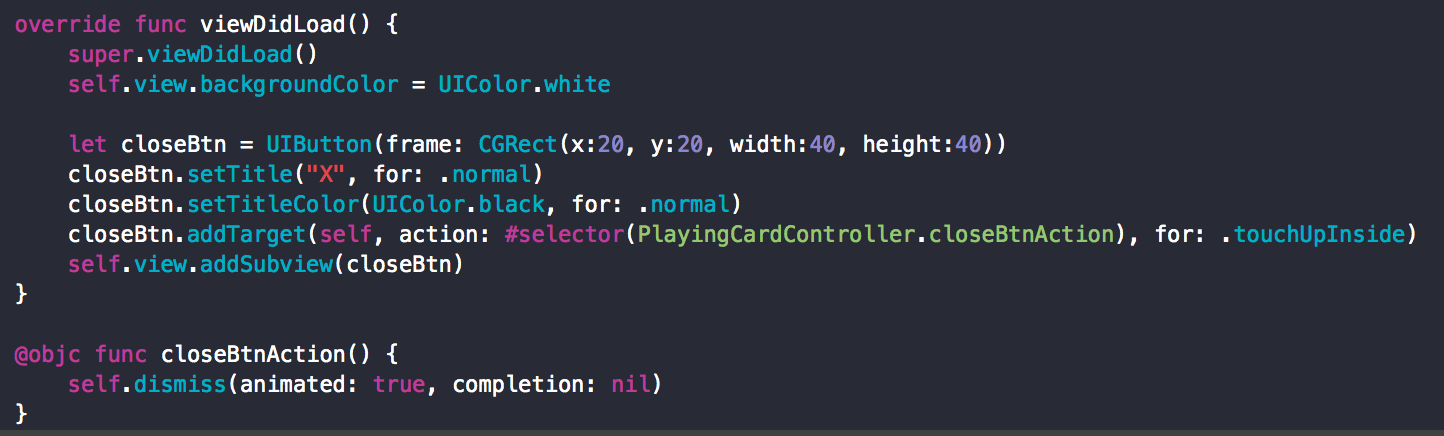 override func viewDidLoad() {
    super.viewDidLoad()
    self.view.backgroundColor = UIColor.white

    let closeBtn = UIButton(frame: CGRect(x:20, y:20, width:40, height:40))
    closeBtn.setTitle("X", for: .normal)
    closeBtn.setTitleColor(UIColor.black, for: .normal)
    closeBtn.addTarget(self, action: #selector(PlayingCardController.closeBtnAction), for: .touchUpInside)
    self.view.addSubview(closeBtn)
}

@objc func closeBtnAction() {
    self.dismiss(animated: true, completion: nil)
}